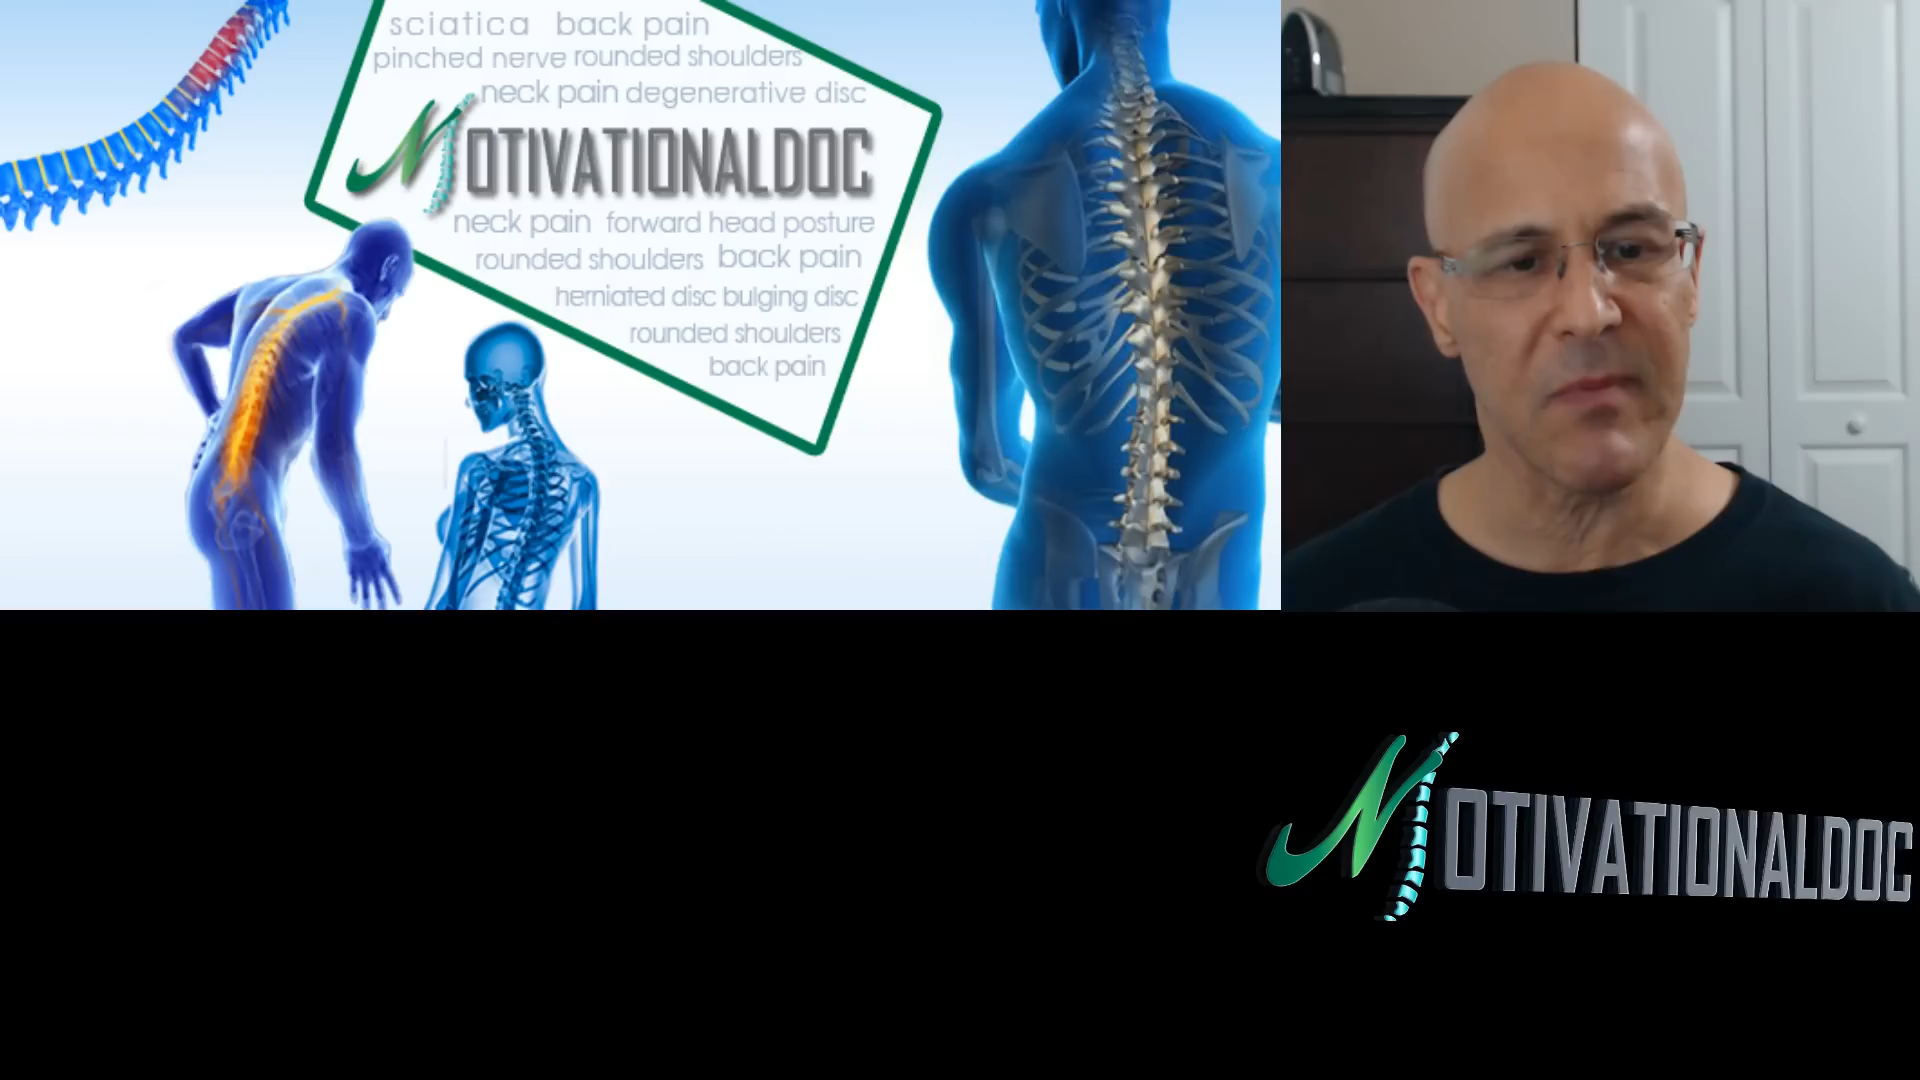 sciatica back pain
pinched nerve rounded shoulders
neck pain degenerative disc
MOTIVATIONALDOC
neck pain forward head posture
rounded shoulders back pain
herniated disc bulging disc
rounded shoulders
back pain
MOTIVATIONALDOC